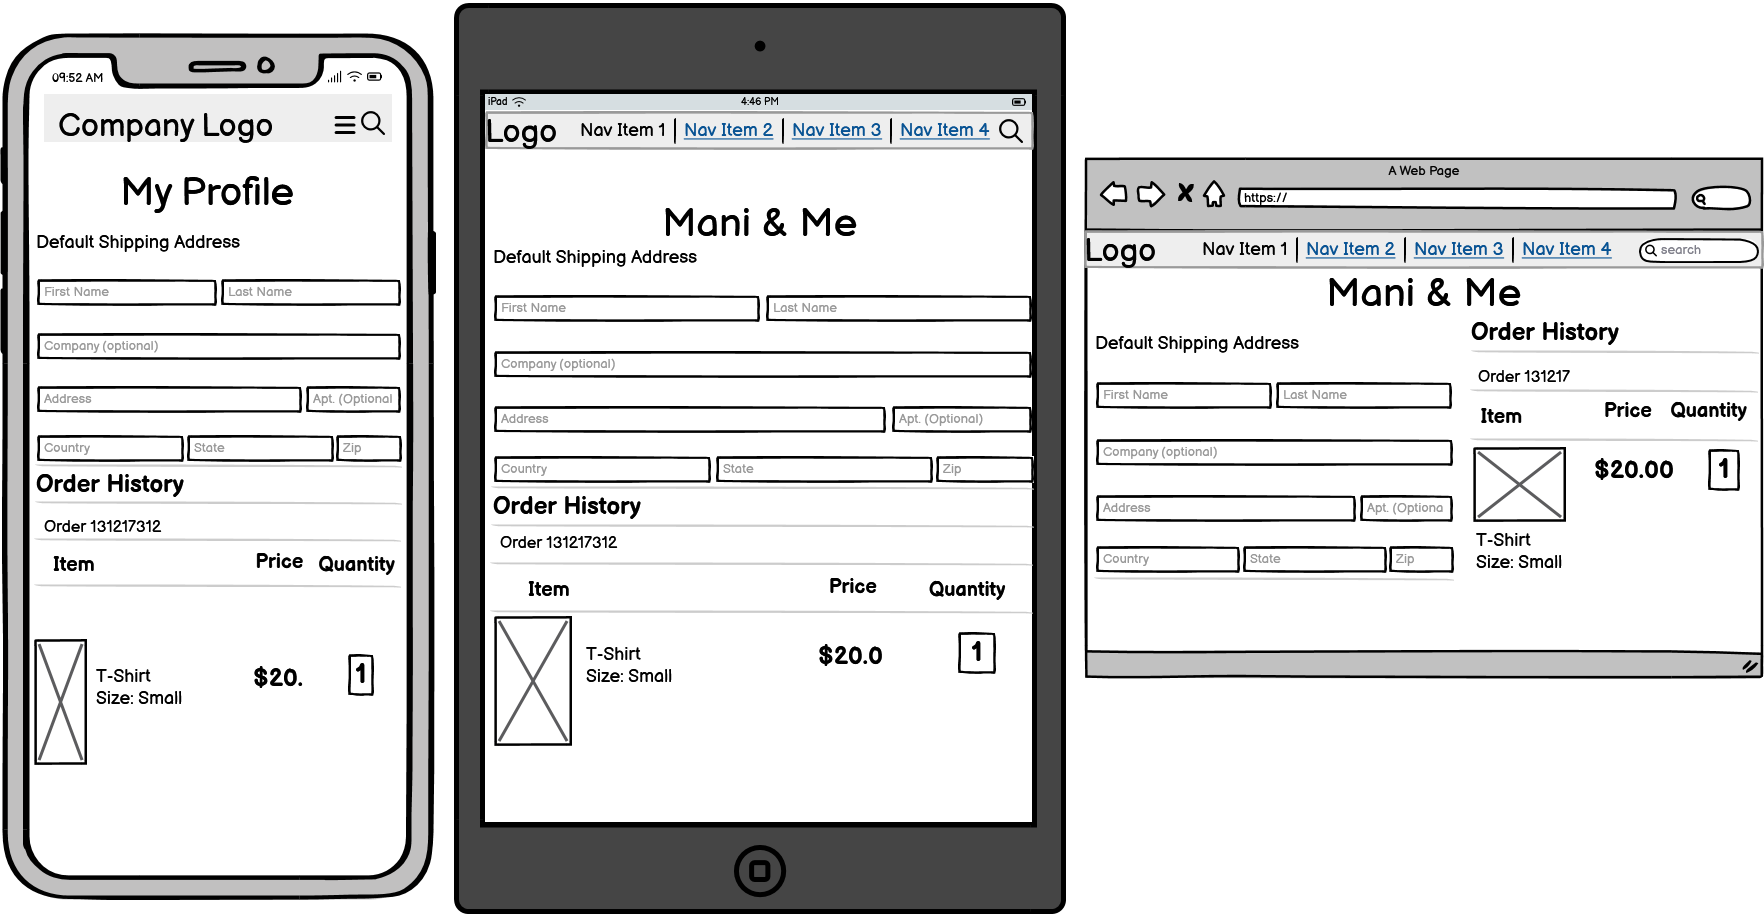 09:52 AM
Company Logo
My Profile
Default Shipping Address
First Name Last Name
Company (optional)
Address Apt. (Optional
Country State Zip
Order History
Order 131217312
Item Price Quantity
T-Shirt $20. 1
Size: Small
iPad 4:46 PM
Logo Nav Item 1 Nav Item 2 Nav Item 3 Nav Item 4
Mani & Me
Default Shipping Address
First Name Last Name
Company (optional)
Address Apt. (Optional)
Country State Zip
Order History
Order 131217312
Item Price Quantity
T-Shirt $20.0 1
Size: Small
A Web Page
https://
Logo Nav Item 1 Nav Item 2 Nav Item 3 Nav Item 4 search
Mani & Me
Default Shipping Address
First Name Last Name
Company (optional)
Address Apt. (Optiona
Country State Zip
Order History
Order 131217
Item Price Quantity
$20.00 1
T-Shirt
Size: Small